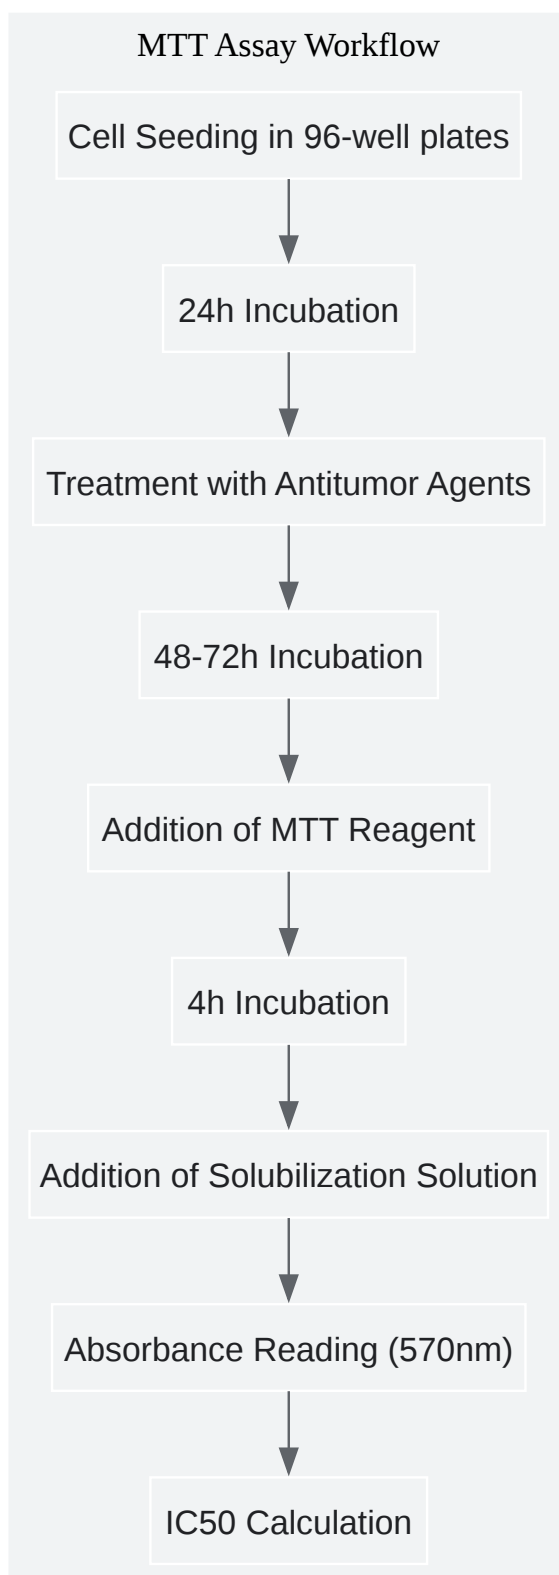 MTT Assay Workflow
Cell Seeding in 96-well plates
24h Incubation
Treatment with Antitumor Agents
48-72h Incubation
Addition of MTT Reagent
4h Incubation
Addition of Solubilization Solution
Absorbance Reading (570nm)
IC50 Calculation